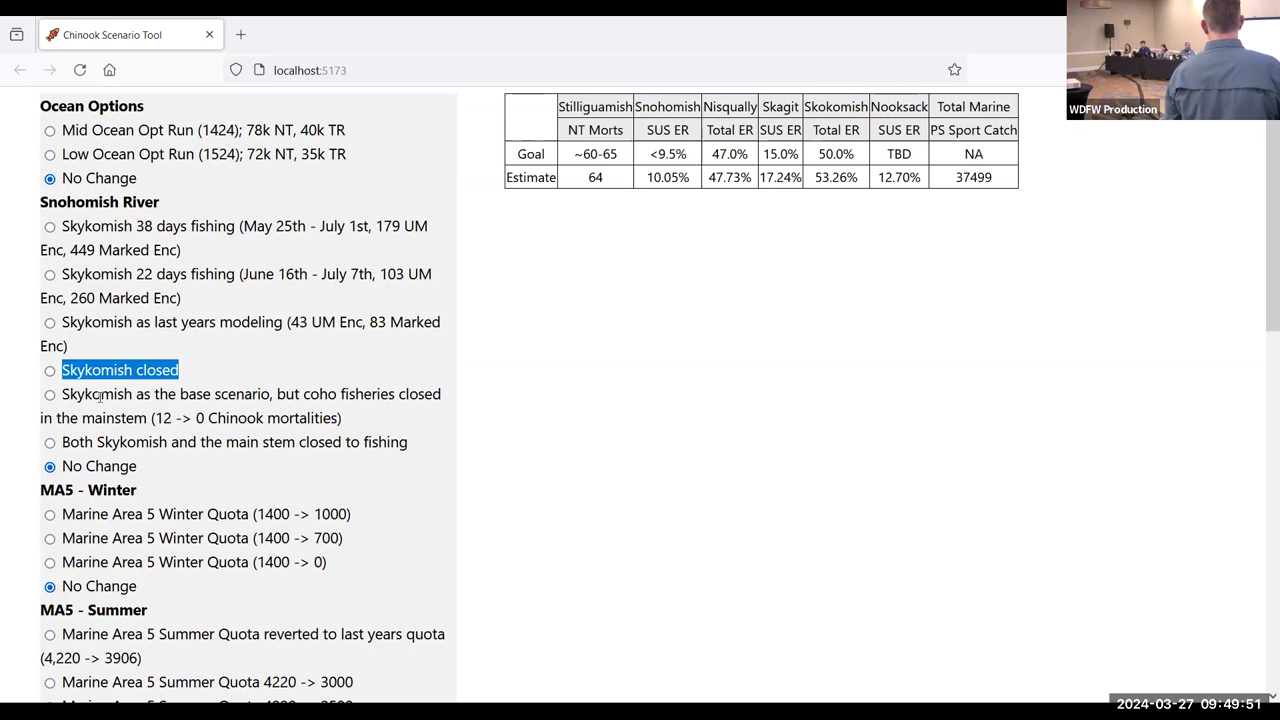 Chinook Scenario Tool
localhost:5173
WDFW Production
Ocean Options
Mid Ocean Opt Run (1424); 78k NT, 40k TR
Low Ocean Opt Run (1524); 72k NT, 35k TR
No Change
Snohomish River
Skykomish 38 days fishing (May 25th - July 1st, 179 UM
Enc, 449 Marked Enc)
Skykomish 22 days fishing (June 16th - July 7th, 103 UM
Enc, 260 Marked Enc)
Skykomish as last years modeling (43 UM Enc, 83 Marked
Enc)
Skykomish closed
Skykomish as the base scenario, but coho fisheries closed
in the mainstem (12 -> 0 Chinook mortalities)
Both Skykomish and the main stem closed to fishing
No Change
MA5 - Winter
Marine Area 5 Winter Quota (1400 -> 1000)
Marine Area 5 Winter Quota (1400 -> 700)
Marine Area 5 Winter Quota (1400 -> 0)
No Change
MA5 - Summer
Marine Area 5 Summer Quota reverted to last years quota
(4,220 -> 3906)
Marine Area 5 Summer Quota 4220 -> 3000
Stilliguamish Snohomish Nisqually Skagit Skokomish Nooksack Total Marine
NT Morts SUS ER Total ER SUS ER Total ER SUS ER PS Sport Catch
Goal ~60-65 <9.5% 47.0% 15.0% 50.0% TBD NA
Estimate 64 10.05% 47.73% 17.24% 53.26% 12.70% 37499
2024-03-27 09:49:51